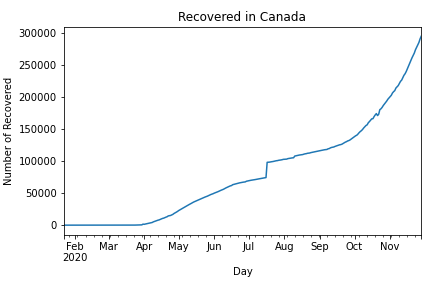 Recovered in Canada
Number of Recovered
300000
250000
200000
150000
100000
50000
0
Feb Mar Apr May Jun Jul Aug Sep Oct Nov
2020
Day